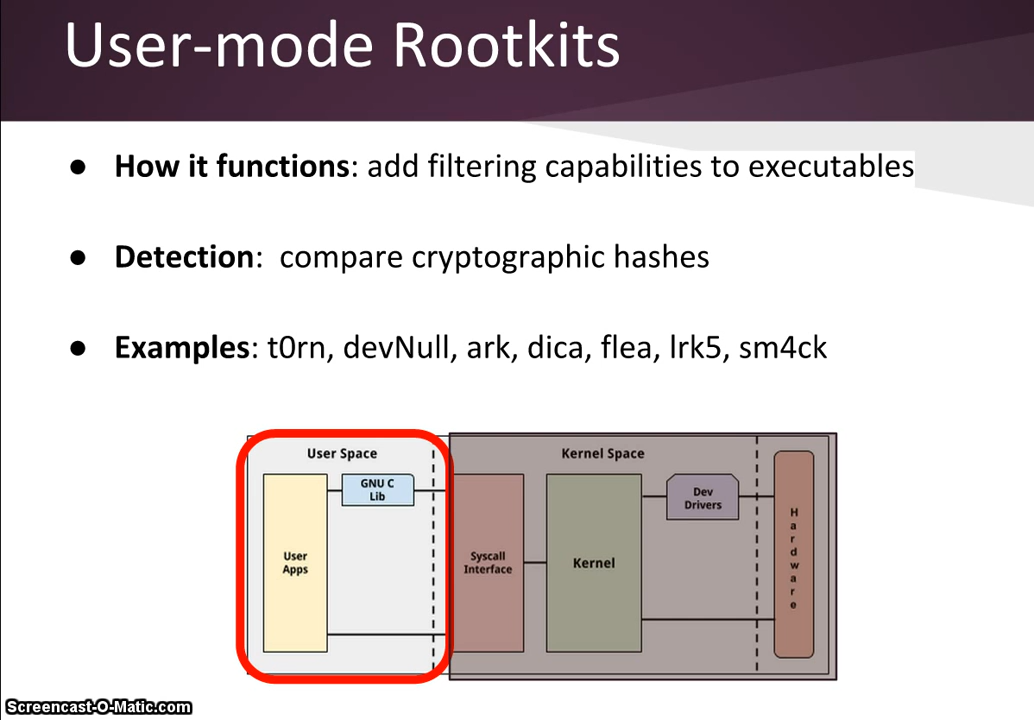 User-mode Rootkits
● How it functions: add filtering capabilities to executables
● Detection: compare cryptographic hashes
● Examples: t0rn, devNull, ark, dica, flea, lrk5, sm4ck
User Space
Kernel Space
GNU C
Lib
Dev
Drivers
User
Apps
Syscall
Interface
Kernel
H
a
r
d
w
a
r
e
Screencast-O-Matic.com